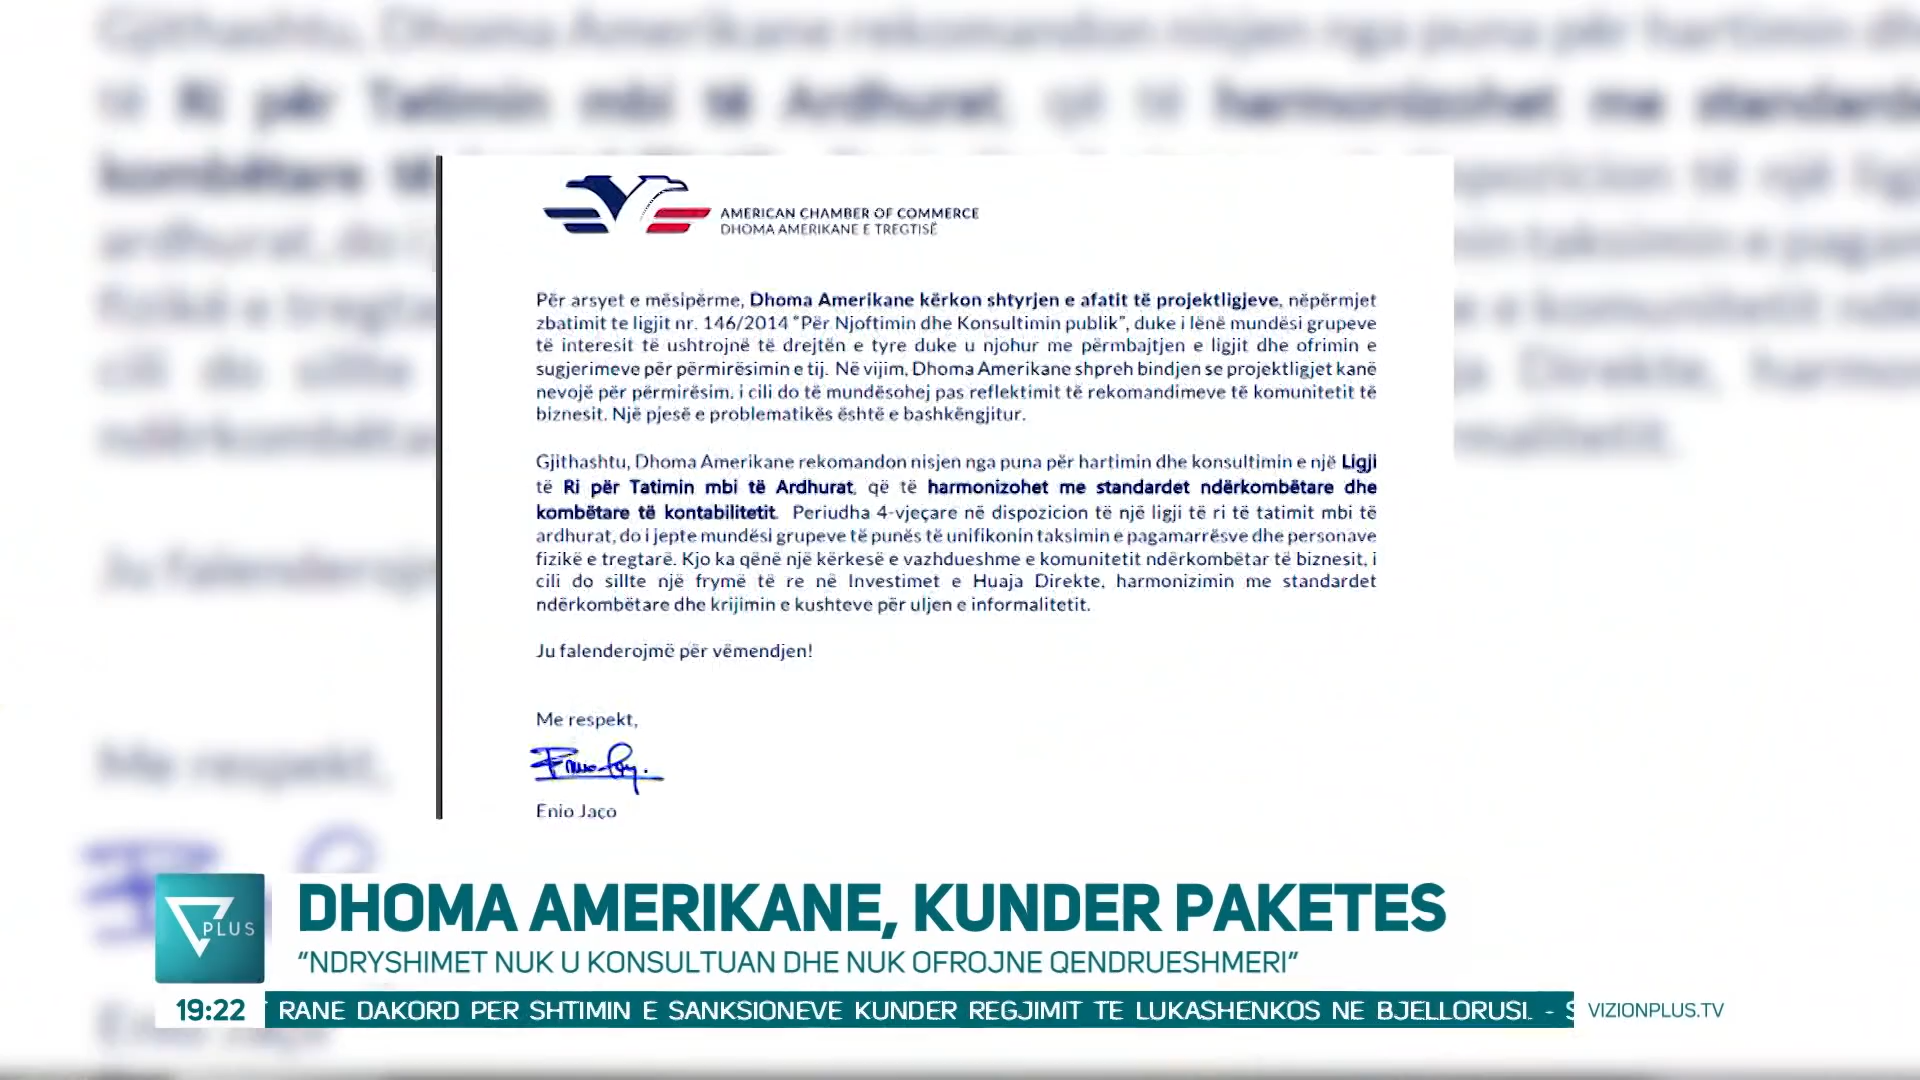 AMERICAN CHAMBER OF COMMERCE
DHOMA AMERIKANE E TREGTISË
Për arsyet e mësipërme, Dhoma Amerikane kërkon shtyrjen e afatit të projektligjeve, nëpërmjet
zbatimit te ligjit nr. 146/2014 “Për Njoftimin dhe Konsultimin publik”, duke i lënë mundësi grupeve
të interesit të ushtrojnë të drejtën e tyre duke u njohur me përmbajtjen e ligjit dhe ofrimin e
sugjerimeve për përmirësimin e tij. Në vijim, Dhoma Amerikane shpreh bindjen se projektligjet kanë
nevojë për përmirësim, i cili do të mundësohej pas reflektimit të rekomandimeve të komunitetit të
biznesit. Një pjesë e problematikës është e bashkëngjitur.
Gjithashtu, Dhoma Amerikane rekomandon nisjen nga puna për hartimin dhe konsultimin e një Ligji
të Ri për Tatimin mbi të Ardhurat, që të harmonizohet me standardet ndërkombëtare dhe
kombëtare të kontabilitetit. Periudha 4-vjeçare në dispozicion të një ligji të ri të tatimit mbi të
ardhurat, do i jepte mundësi grupeve të punës të unifikonin taksimin e pagamarrësve dhe personave
fizikë e tregtarë. Kjo ka qënë një kërkesë e vazhdueshme e komunitetit ndërkombëtar të biznesit, i
cili do sillte një frymë të re në Investimet e Huaja Direkte, harmonizimin me standardet
ndërkombëtare dhe krijimin e kushteve për uljen e informalitetit.
Ju falenderojmë për vëmendjen!
Me respekt,
Enio Jaço
PLUS
DHOMA AMERIKANE, KUNDER PAKETES
“NDRYSHIMET NUK U KONSULTUAN DHE NUK OFROJNE QENDRUESHMERI”
19:22
RANE DAKORD PER SHTIMIN E SANKSIONEVE KUNDER REGJIMIT TE LUKASHENKOS NE BJELLORUSI. - S
VIZIONPLUS.TV